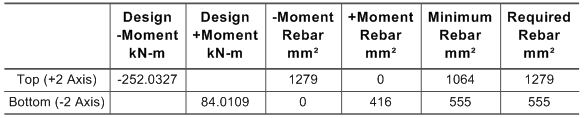 Design -Moment kN-m Design +Moment kN-m -Moment Rebar mm² +Moment Rebar mm² Minimum Rebar mm² Required Rebar mm²
Top (+2 Axis) -252.0327 1279 0 1064 1279
Bottom (-2 Axis) 84.0109 0 416 555 555